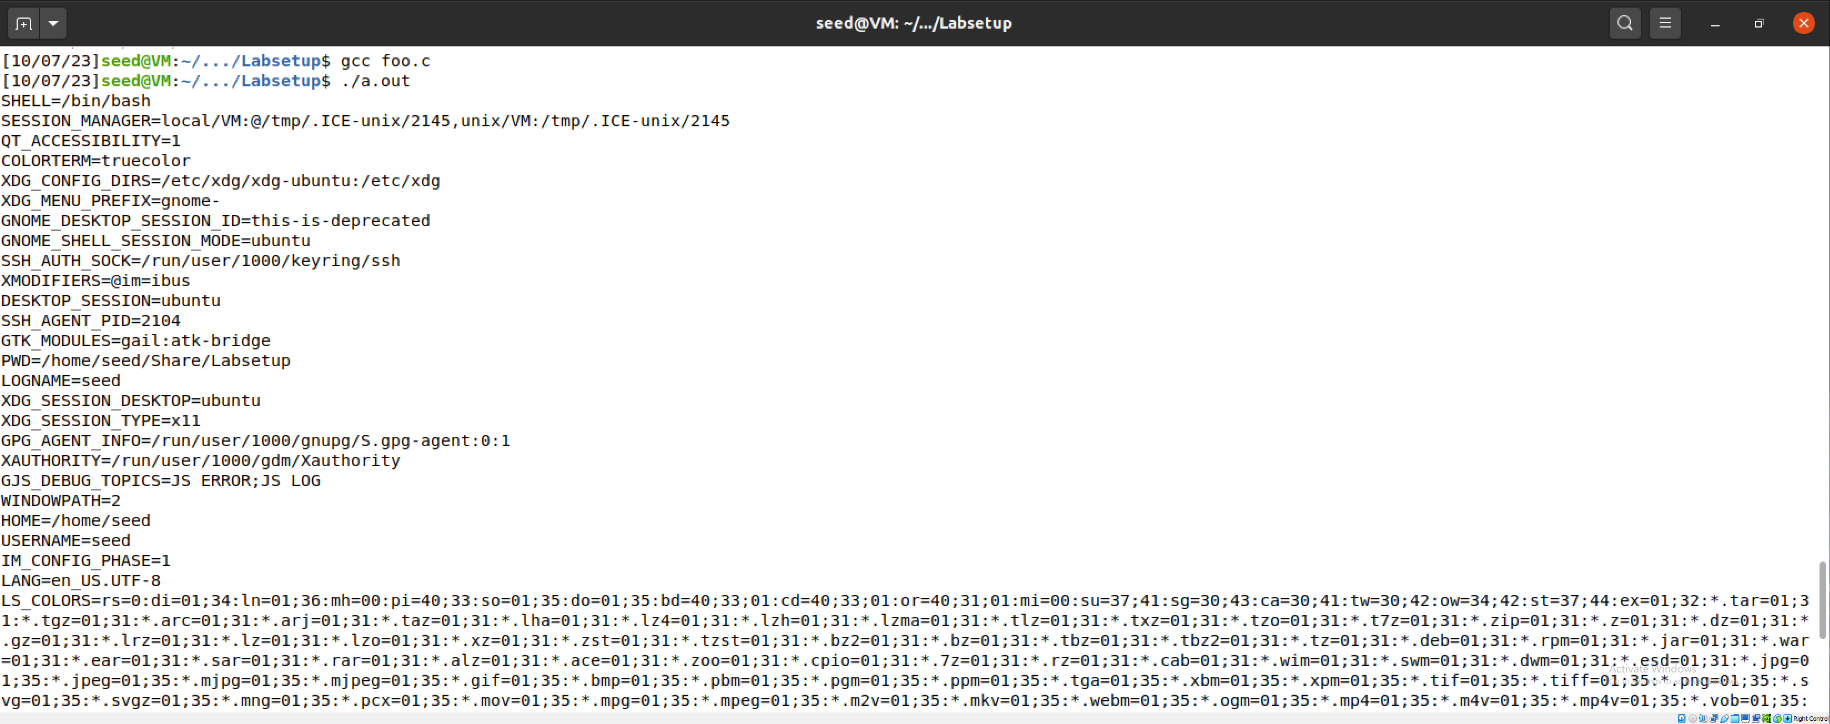 seed@VM: ~/.../Labsetup
[10/07/23]seed@VM:~/.../Labsetup$ gcc foo.c
[10/07/23]seed@VM:~/.../Labsetup$ ./a.out
SHELL=/bin/bash
SESSION_MANAGER=local/VM:@/tmp/.ICE-unix/2145,unix/VM:/tmp/.ICE-unix/2145
QT_ACCESSIBILITY=1
COLORTERM=truecolor
XDG_CONFIG_DIRS=/etc/xdg/xdg-ubuntu:/etc/xdg
XDG_MENU_PREFIX=gnome-
GNOME_DESKTOP_SESSION_ID=this-is-deprecated
GNOME_SHELL_SESSION_MODE=ubuntu
SSH_AUTH_SOCK=/run/user/1000/keyring/ssh
XMODIFIERS=@im=ibus
DESKTOP_SESSION=ubuntu
SSH_AGENT_PID=2104
GTK_MODULES=gail:atk-bridge
PWD=/home/seed/Share/Labsetup
LOGNAME=seed
XDG_SESSION_DESKTOP=ubuntu
XDG_SESSION_TYPE=x11
GPG_AGENT_INFO=/run/user/1000/gnupg/S.gpg-agent:0:1
XAUTHORITY=/run/user/1000/gdm/Xauthority
GJS_DEBUG_TOPICS=JS ERROR;JS LOG
WINDOWPATH=2
HOME=/home/seed
USERNAME=seed
IM_CONFIG_PHASE=1
LANG=en_US.UTF-8
LS_COLORS=rs=0:di=01;34:ln=01;36:mh=00:pi=40;33:so=01;35:do=01;35:bd=40;33;01:cd=40;33;01:or=40;31;01:mi=00:su=37;41:sg=30;43:ca=30;41:tw=30;42:ow=34;42:st=37;44:ex=01;32:*.tar=01;3
1:*.tgz=01;31:*.arc=01;31:*.arj=01;31:*.taz=01;31:*.lha=01;31:*.lz4=01;31:*.lzh=01;31:*.lzma=01;31:*.tlz=01;31:*.txz=01;31:*.tzo=01;31:*.t7z=01;31:*.zip=01;31:*.z=01;31:*.dz=01;31:*
.gz=01;31:*.lrz=01;31:*.lz=01;31:*.lzo=01;31:*.xz=01;31:*.zst=01;31:*.tzst=01;31:*.bz2=01;31:*.bz=01;31:*.tbz=01;31:*.tbz2=01;31:*.tz=01;31:*.deb=01;31:*.rpm=01;31:*.jar=01;31:*.war
=01;31:*.ear=01;31:*.sar=01;31:*.rar=01;31:*.alz=01;31:*.ace=01;31:*.zoo=01;31:*.cpio=01;31:*.7z=01;31:*.rz=01;31:*.cab=01;31:*.wim=01;31:*.swm=01;31:*.dwm=01;31:*.esd=01;31:*.jpg=0
1;35:*.jpeg=01;35:*.mjpg=01;35:*.mjpeg=01;35:*.gif=01;35:*.bmp=01;35:*.pbm=01;35:*.pgm=01;35:*.ppm=01;35:*.tga=01;35:*.xbm=01;35:*.xpm=01;35:*.tif=01;35:*.tiff=01;35:*.png=01;35:*.s
vg=01;35:*.svgz=01;35:*.mng=01;35:*.pcx=01;35:*.mov=01;35:*.mpg=01;35:*.mpeg=01;35:*.m2v=01;35:*.mkv=01;35:*.webm=01;35:*.ogm=01;35:*.mp4=01;35:*.m4v=01;35:*.mp4v=01;35:*.vob=01;35:
Activate Windows
Right Control